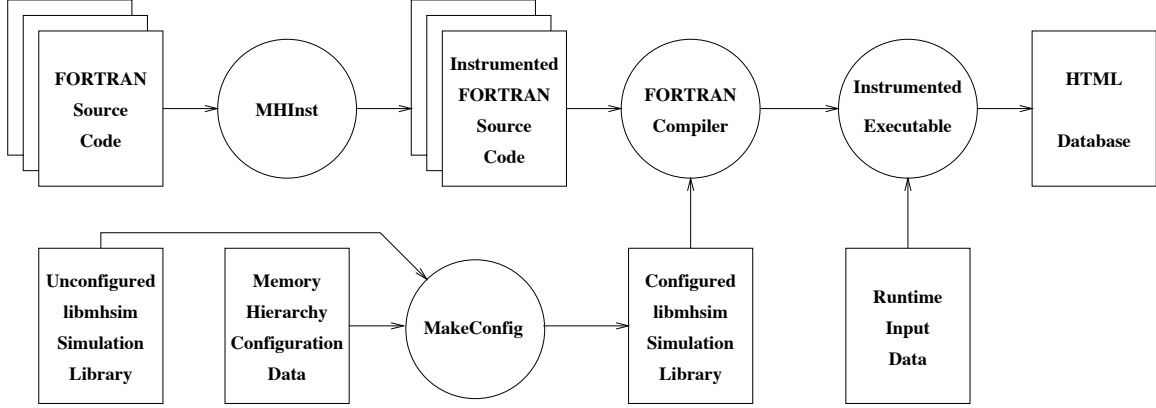 FORTRAN
Source
Code
MHInst
Instrumented
FORTRAN
Source
Code
FORTRAN
Compiler
Instrumented
Executable
HTML
Database
Unconfigured
libmhsim
Simulation
Library
Memory
Hierarchy
Configuration
Data
MakeConfig
Configured
libmhsim
Simulation
Library
Runtime
Input
Data